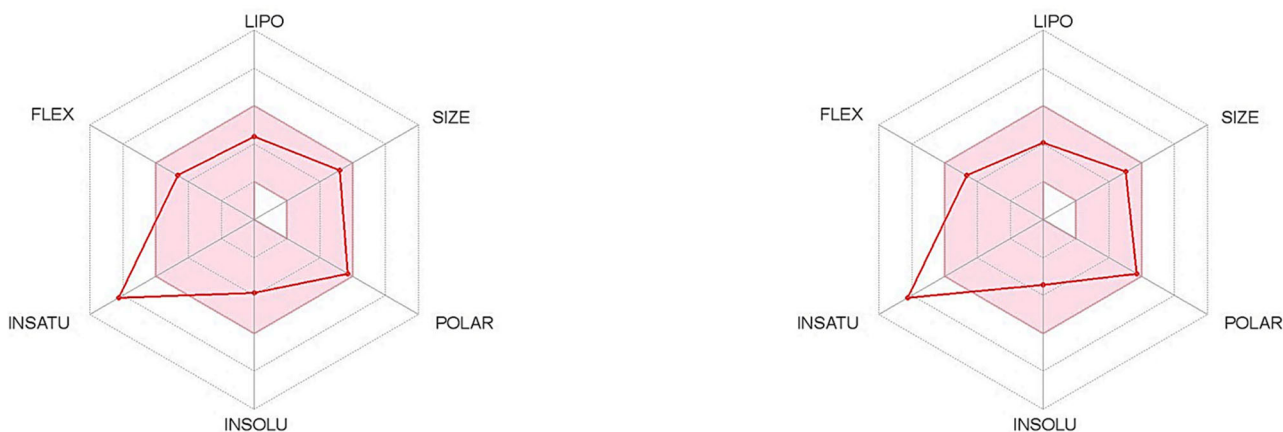 LIPO
FLEX
SIZE
INSATU
POLAR
INSOLU
LIPO
FLEX
SIZE
INSATU
POLAR
INSOLU